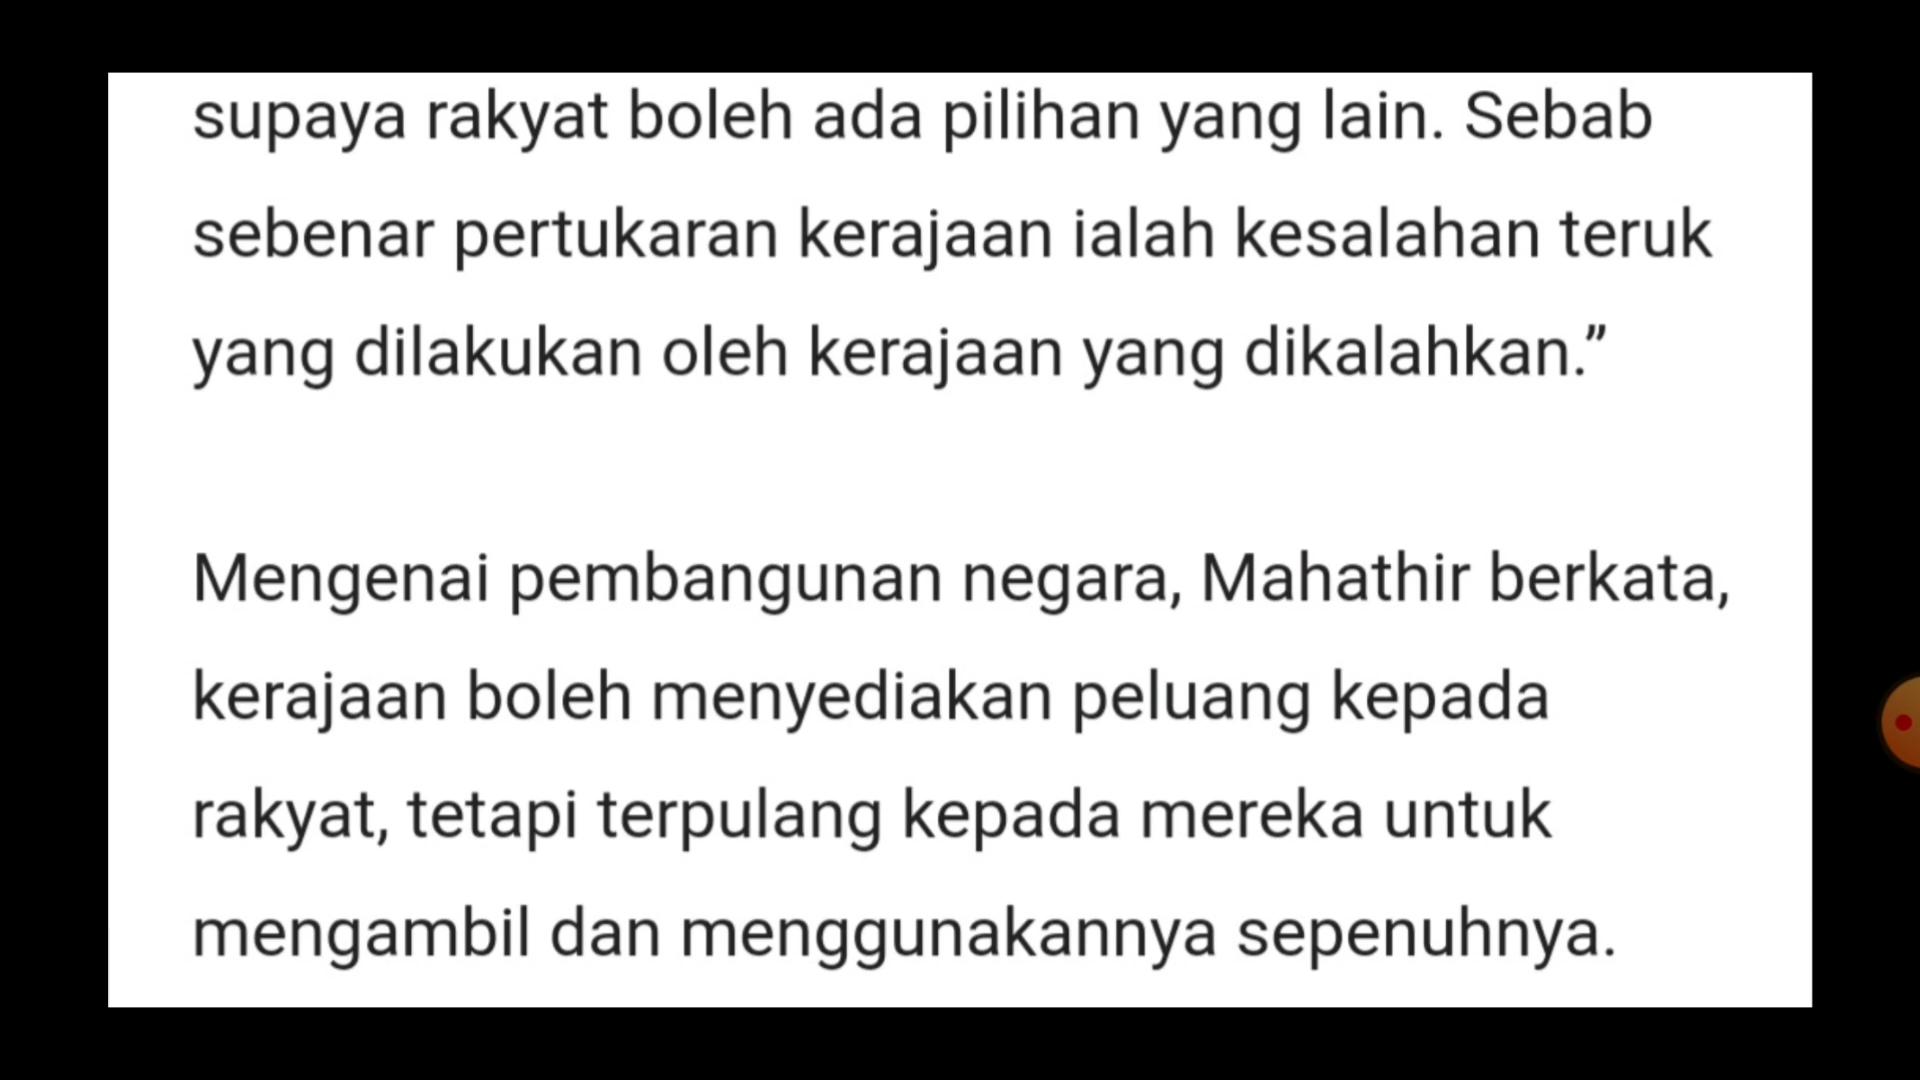 supaya rakyat boleh ada pilihan yang lain. Sebab
sebenar pertukaran kerajaan ialah kesalahan teruk
yang dilakukan oleh kerajaan yang dikalahkan.”
Mengenai pembangunan negara, Mahathir berkata,
kerajaan boleh menyediakan peluang kepada
rakyat, tetapi terpulang kepada mereka untuk
mengambil dan menggunakannya sepenuhnya.